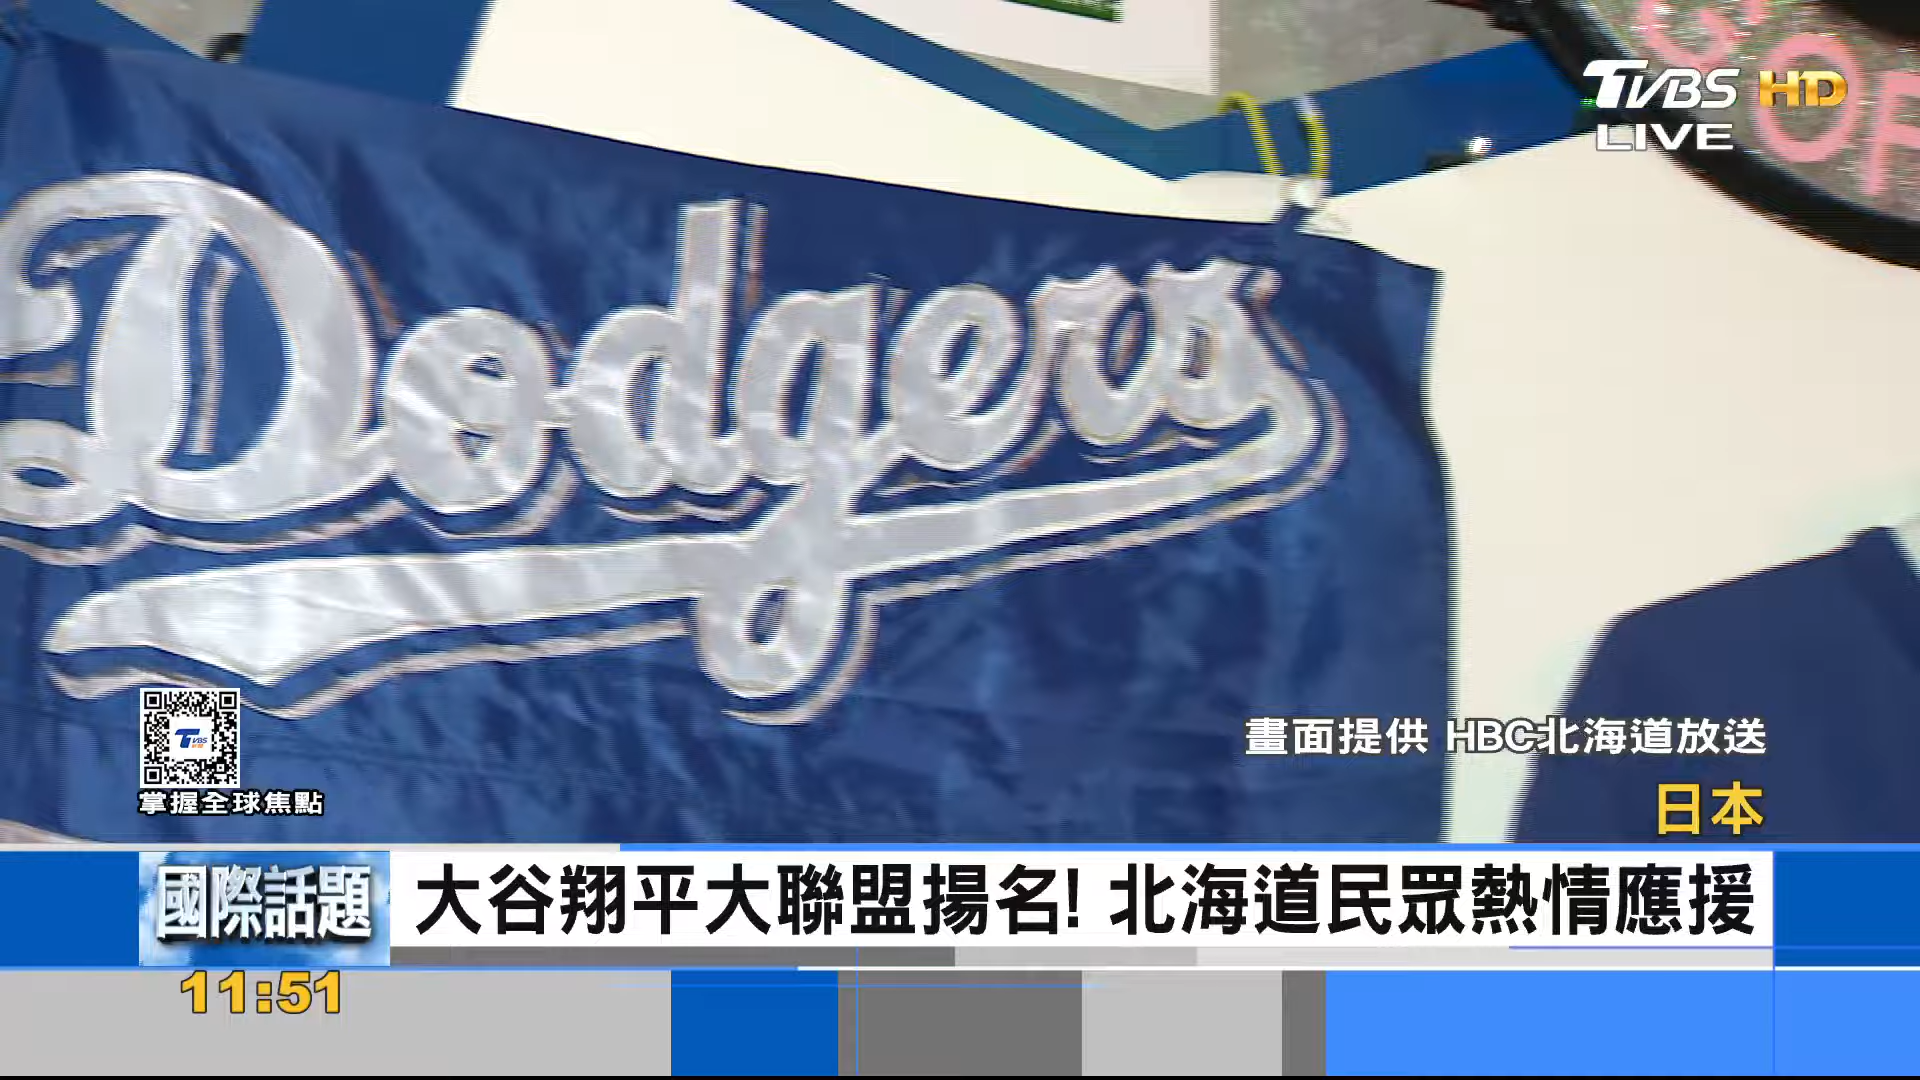 TVBS HD
LIVE
Dodgers
TVBS
畫面提供 HBC北海道放送
掌握全球焦點
日本
國際話題
大谷翔平大聯盟揚名! 北海道民眾熱情應援
11:51